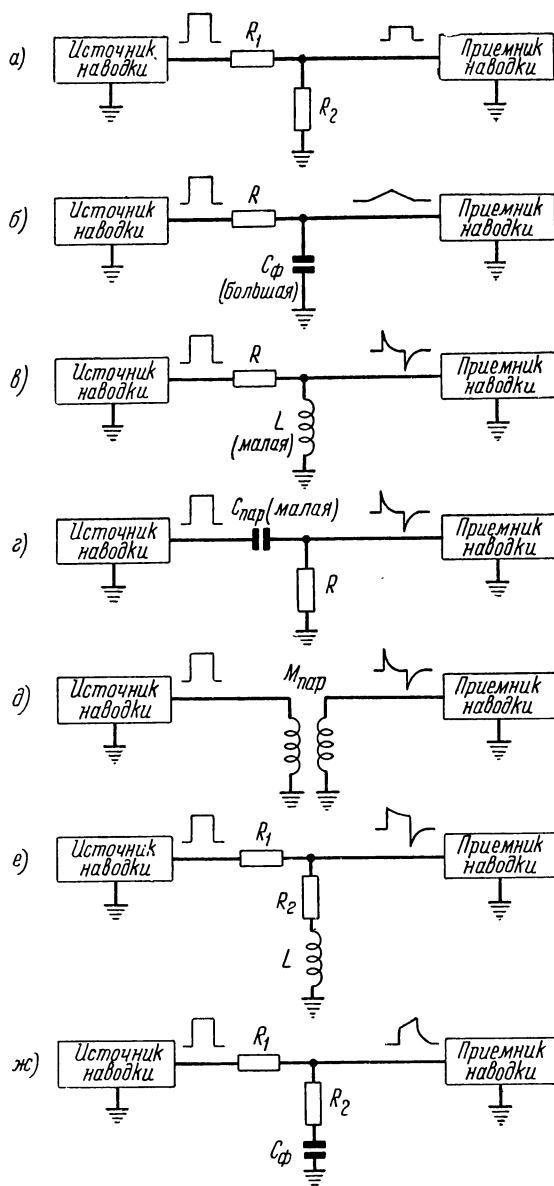 а)
Источник
наводки
R1
R2
Приемник
наводки
б)
Источник
наводки
R
Cф
(большая)
Приемник
наводки
в)
Источник
наводки
R
L
(малая)
Приемник
наводки
г)
Источник
наводки
Cпар (малая)
R
Приемник
наводки
д)
Источник
наводки
Mпар
Приемник
наводки
е)
Источник
наводки
R1
R2
L
Приемник
наводки
ж)
Источник
наводки
R1
R2
Cф
Приемник
наводки